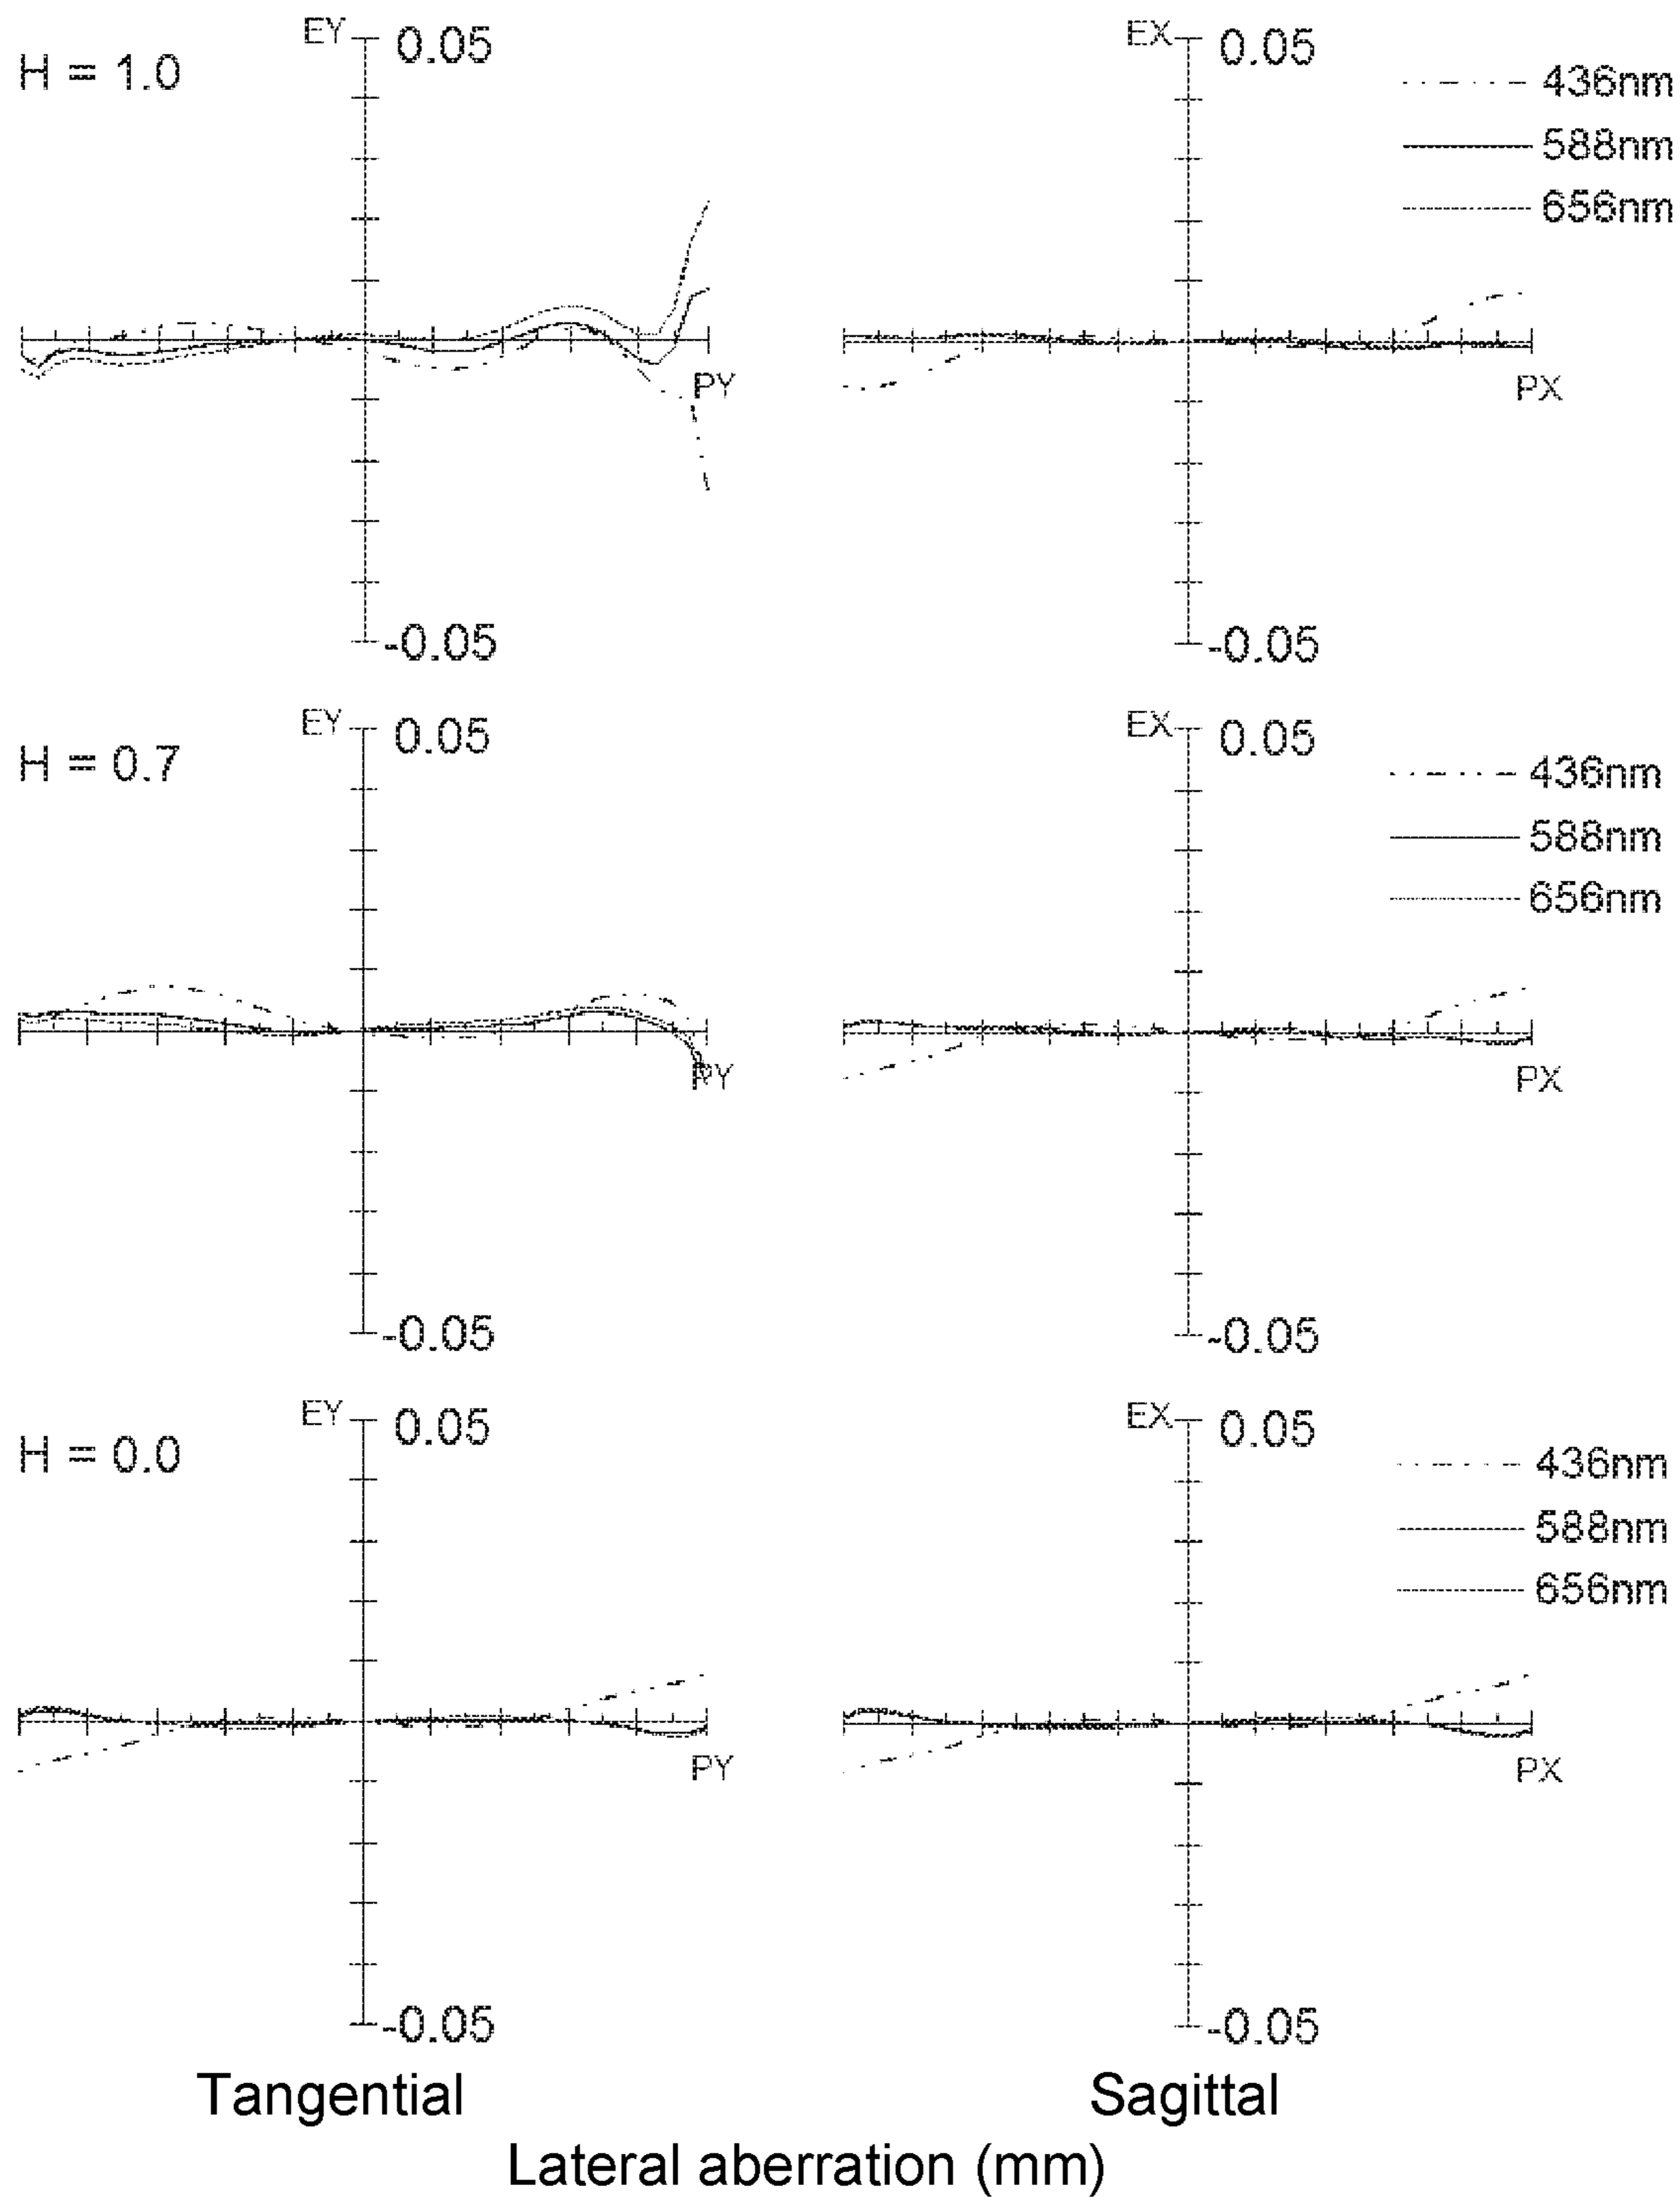 H = 1.0
EY 0.05
EX 0.05
436nm
588nm
656nm
PY
PX
-0.05
-0.05
H = 0.7
EY 0.05
EX 0.05
436nm
588nm
656nm
PY
PX
-0.05
-0.05
H = 0.0
EY 0.05
EX 0.05
436nm
588nm
656nm
PY
PX
-0.05
-0.05
Tangential
Sagittal
Lateral aberration (mm)